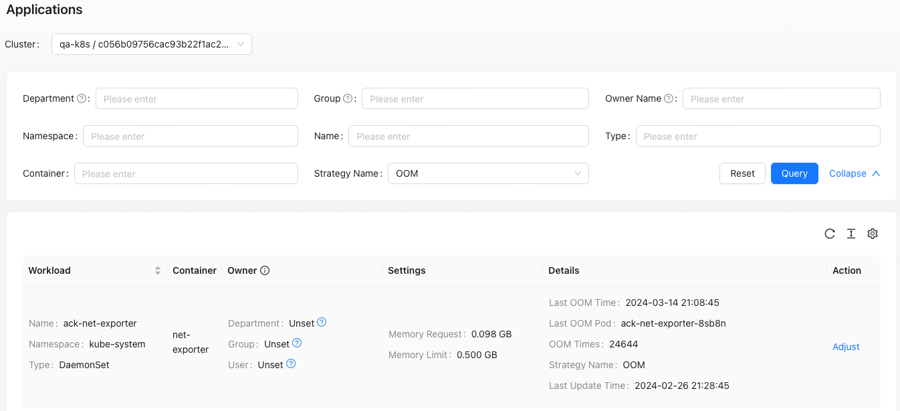 Applications
Cluster: qa-k8s / c056b09756cac93b22f1ac2...
Department: Please enter Group: Please enter Owner Name: Please enter
Namespace: Please enter Name: Please enter Type: Please enter
Container: Please enter Strategy Name: OOM Reset Query Collapse
Workload Container Owner Settings Details Action
Name: ack-net-exporter
Namespace: kube-system
Type: DaemonSet
net-
exporter
Department: Unset
Group: Unset
User: Unset
Memory Request: 0.098 GB
Memory Limit: 0.500 GB
Last OOM Time: 2024-03-14 21:08:45
Last OOM Pod: ack-net-exporter-8sb8n
OOM Times: 24644
Strategy Name: OOM
Last Update Time: 2024-02-26 21:28:45
Adjust